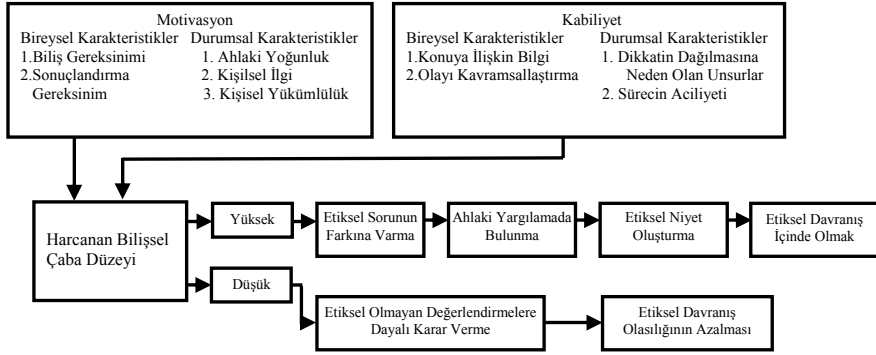 Motivasyon
Bireysel Karakteristikler
1.Biliş Gereksinimi
2.Sonuçlandırma
Gereksinim
Durumsal Karakteristikler
1. Ahlaki Yoğunluk
2. Kişilsel İlgi
3. Kişisel Yükümlülük
Kabiliyet
Bireysel Karakteristikler
1.Konuya İlişkin Bilgi
2.Olayı Kavramsallaştırma
Durumsal Karakteristikler
1. Dikkatin Dağılmasına
Neden Olan Unsurlar
2. Sürecin Aciliyeti
Harcanan Bilişsel
Çaba Düzeyi
Yüksek
Etiksel Sorunun
Farkına Varma
Ahlaki Yargılamada
Bulunma
Etiksel Niyet
Oluşturma
Etiksel Davranış
İçinde Olmak
Düşük
Etiksel Olmayan Değerlendirmelere
Dayalı Karar Verme
Etiksel Davranış
Olasılığının Azalması